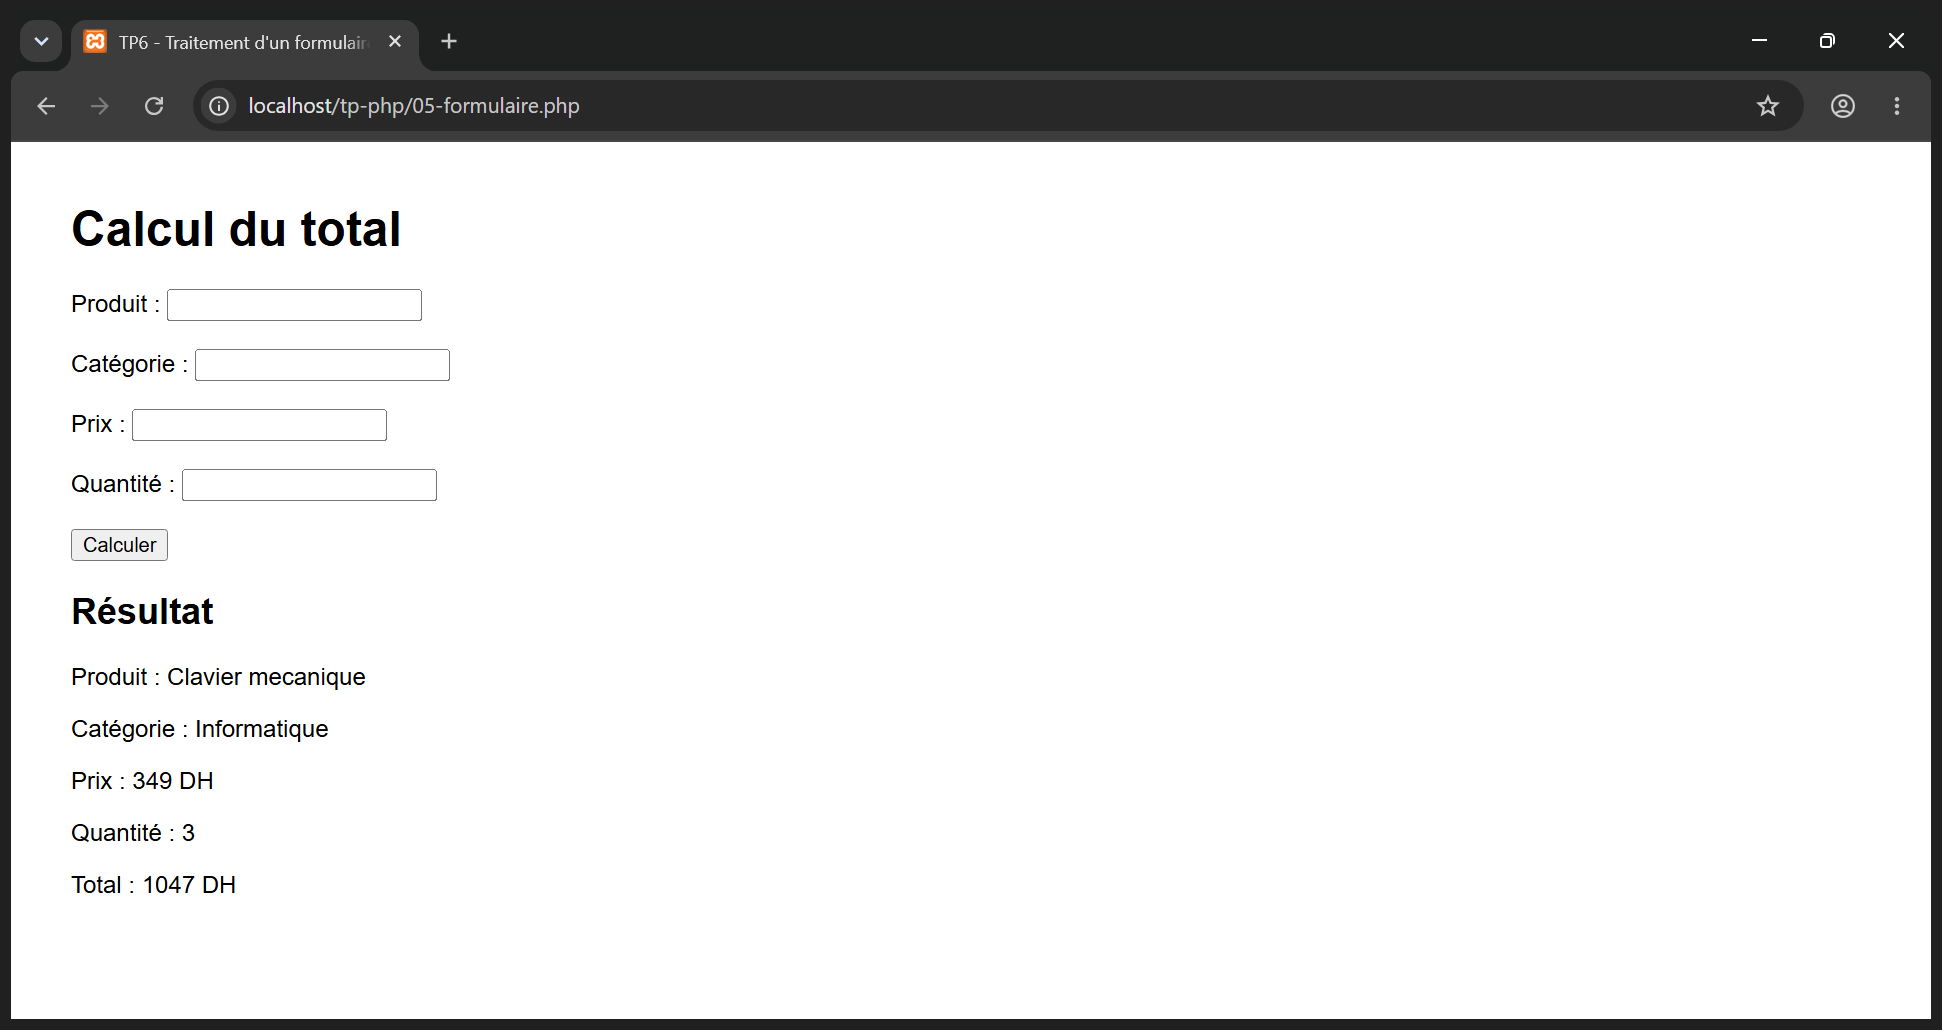 TP6 - Traitement d'un formulair
localhost/tp-php/05-formulaire.php
Calcul du total
Produit :
Catégorie :
Prix :
Quantité :
Calculer
Résultat
Produit : Clavier mecanique
Catégorie : Informatique
Prix : 349 DH
Quantité : 3
Total : 1047 DH